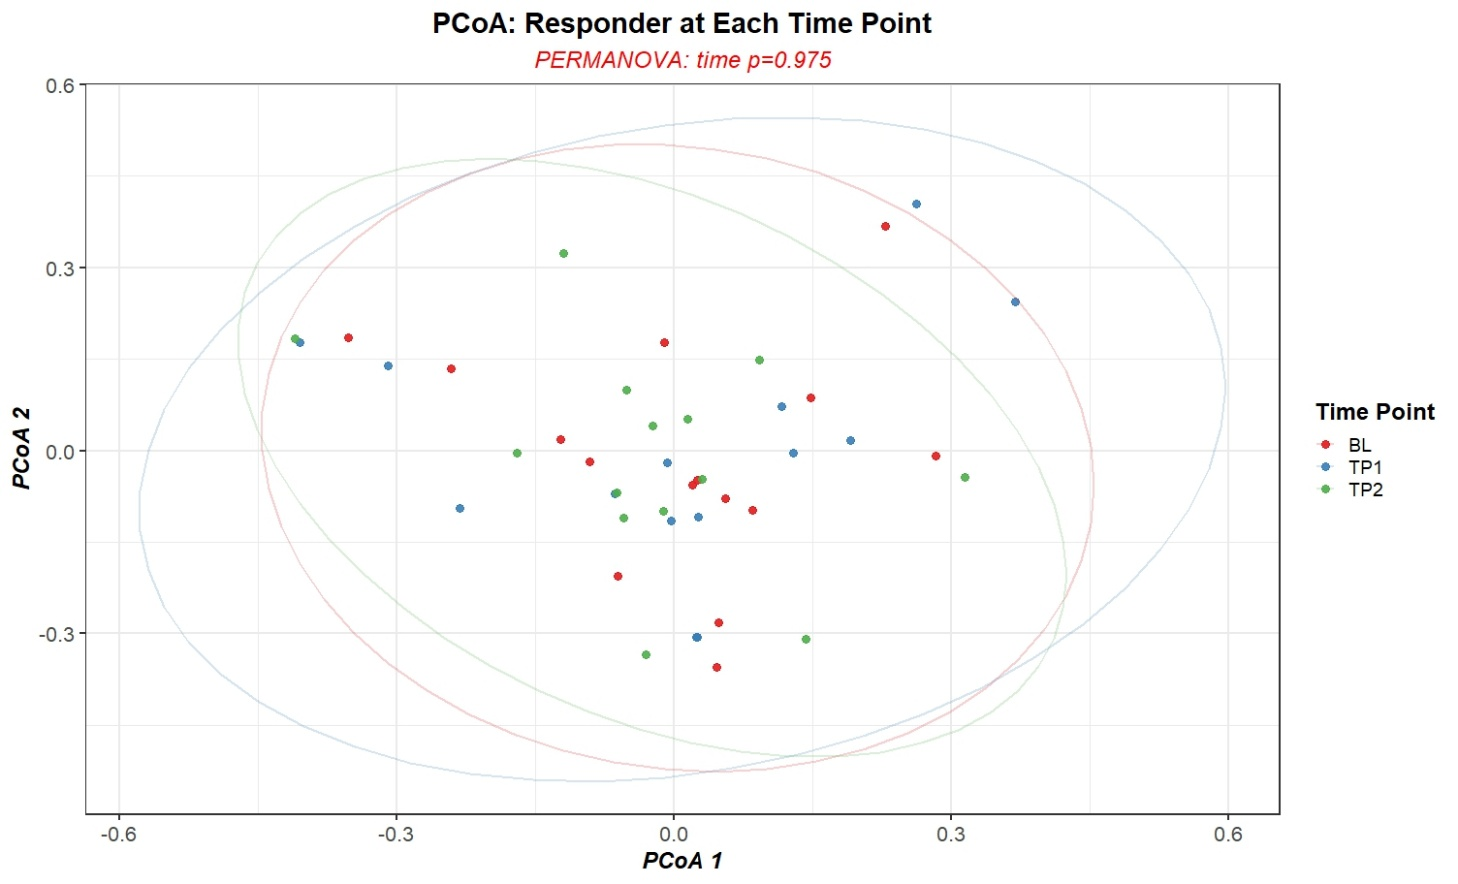 PCoA: Responder at Each Time Point
PERMANOVA: time p=0.975
0.6
0.3
0.0
-0.3
PCoA 2
-0.6
-0.3
0.0
0.3
0.6
PCoA 1
Time Point
BL
TP1
TP2